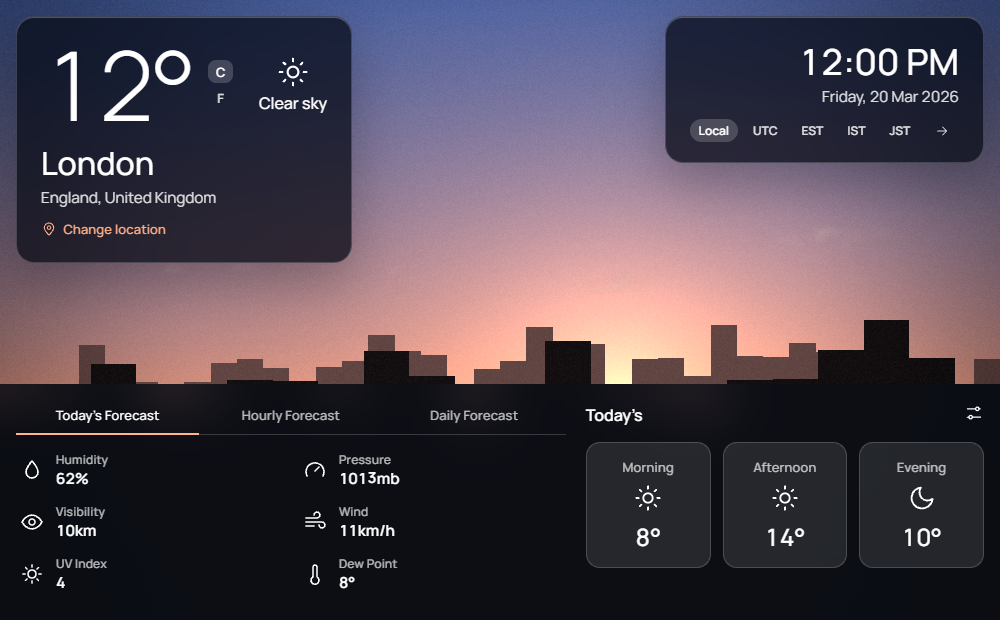 12°
C
F
Clear sky
London
England, United Kingdom
Change location
12:00 PM
Friday, 20 Mar 2026
Local UTC EST IST JST →
Today's Forecast Hourly Forecast Daily Forecast
Humidity
62%
Pressure
1013mb
Visibility
10km
Wind
11km/h
UV Index
4
Dew Point
8°
Today's
Morning
8°
Afternoon
14°
Evening
10°